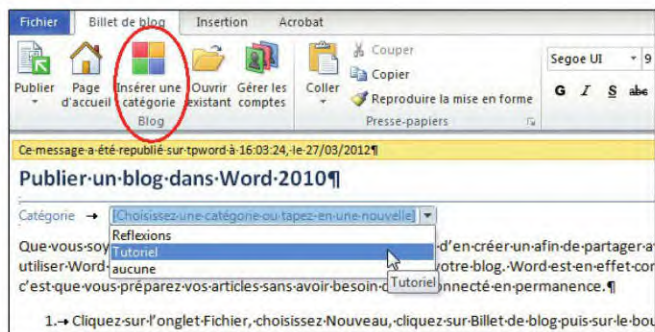 Fichier Billet de blog Insertion Acrobat
Publier Page d'accueil Insérer une catégorie Ouvrir existant Gérer les comptes
Blog
Coller Couper
Copier
Reproduire la mise en forme
Presse-papiers
Segoe UI 9
G I S abc
Ce·message·a·été·republié·sur·tpword·à·16:03:24,·le·27/03/2012¶
Publier·un·blog·dans·Word·2010¶
Catégorie → [Choisissez·une·catégorie·ou·tapez·en·une·nouvelle]
Reflexions
Tutoriel
aucune
Tutoriel
Que·vous·soy d'en·créer·un·afin·de·partager
utiliser·Word votre·blog.·Word·est·en·effet
c'est·que·vous·préparez·vos·articles·sans·avoir·besoin connecté·en·permanence.¶
1.→Cliquez·sur·l'onglet·Fichier,·choisissez·Nouveau,·cliquez·sur·Billet·de·blog·puis·sur·le